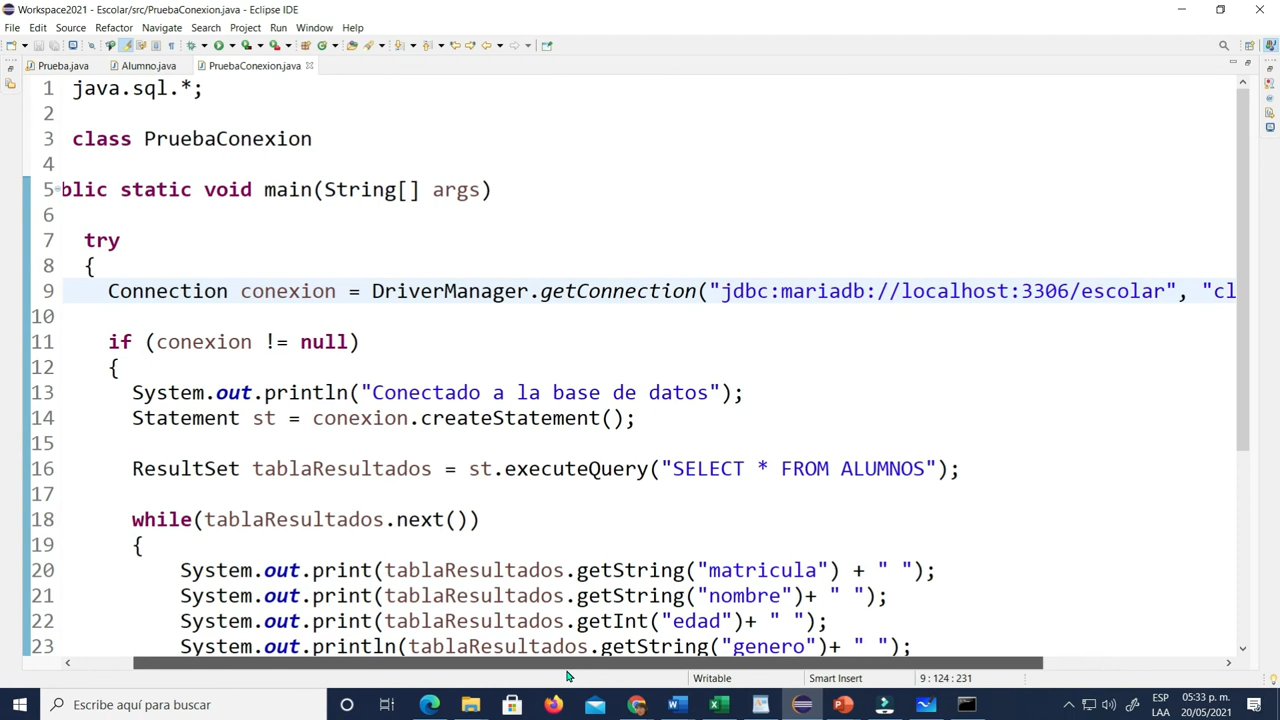 Workspace2021 - Escolar/src/PruebaConexion.java - Eclipse IDE
File Edit Source Refactor Navigate Search Project Run Window Help
Prueba.java Alumno.java PruebaConexion.java
1 java.sql.*;
2
3 class PruebaConexion
4
5 blic static void main(String[] args)
6
7 try
8 {
9 Connection conexion = DriverManager.getConnection("jdbc:mariadb://localhost:3306/escolar", "cl
10
11 if (conexion != null)
12 {
13 System.out.println("Conectado a la base de datos");
14 Statement st = conexion.createStatement();
15
16 ResultSet tablaResultados = st.executeQuery("SELECT * FROM ALUMNOS");
17
18 while(tablaResultados.next())
19 {
20 System.out.print(tablaResultados.getString("matricula") + " ");
21 System.out.print(tablaResultados.getString("nombre")+ " ");
22 System.out.print(tablaResultados.getInt("edad")+ " ");
23 System.out.println(tablaResultados.getString("genero")+ " ");
Writable Smart Insert 9 : 124 : 231
Escribe aquí para buscar ESP 05:33 p. m.
LAA 20/05/2021